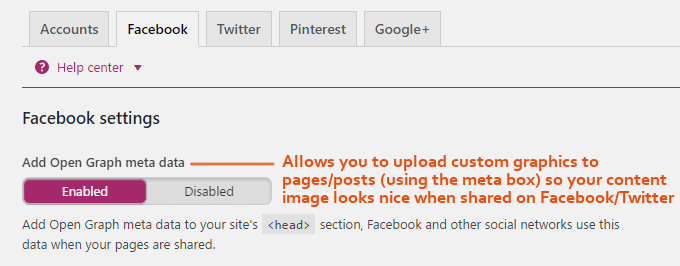 Accounts Facebook Twitter Pinterest Google+
? Help center
Facebook settings
Add Open Graph meta data
Allows you to upload custom graphics to
pages/posts (using the meta box) so your content
image looks nice when shared on Facebook/Twitter
Enabled Disabled
Add Open Graph meta data to your site's <head> section, Facebook and other social networks use this
data when your pages are shared.